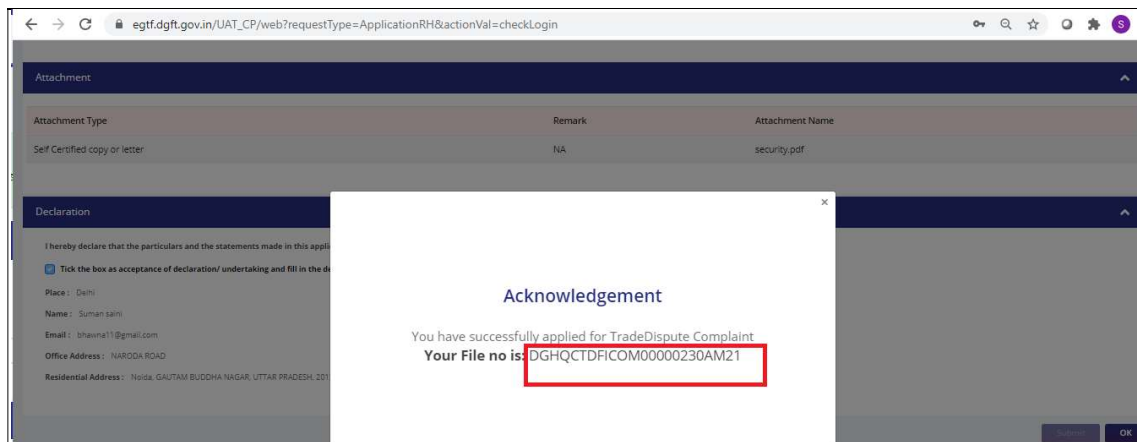 egtf.dgft.gov.in/UAT_CP/web?requestType=ApplicationRH&actionVal=checkLogin
S
Attachment
Attachment Type Remark Attachment Name
Self Certified copy or letter NA security.pdf
Declaration
I hereby declare that the particulars and the statements made in this appli
Tick the box as acceptance of declaration/ undertaking and fill in the de
Place : Delhi
Name : Suman saini
Email : bhawna11@gmail.com
Office Address : NARODA ROAD
Residential Address : Noida, GAUTAM BUDDHA NAGAR, UTTAR PRADESH, 201
×
Acknowledgement
You have successfully applied for TradeDispute Complaint
Your File no is: DGHQCTDFICOM00000230AM21
Submit OK